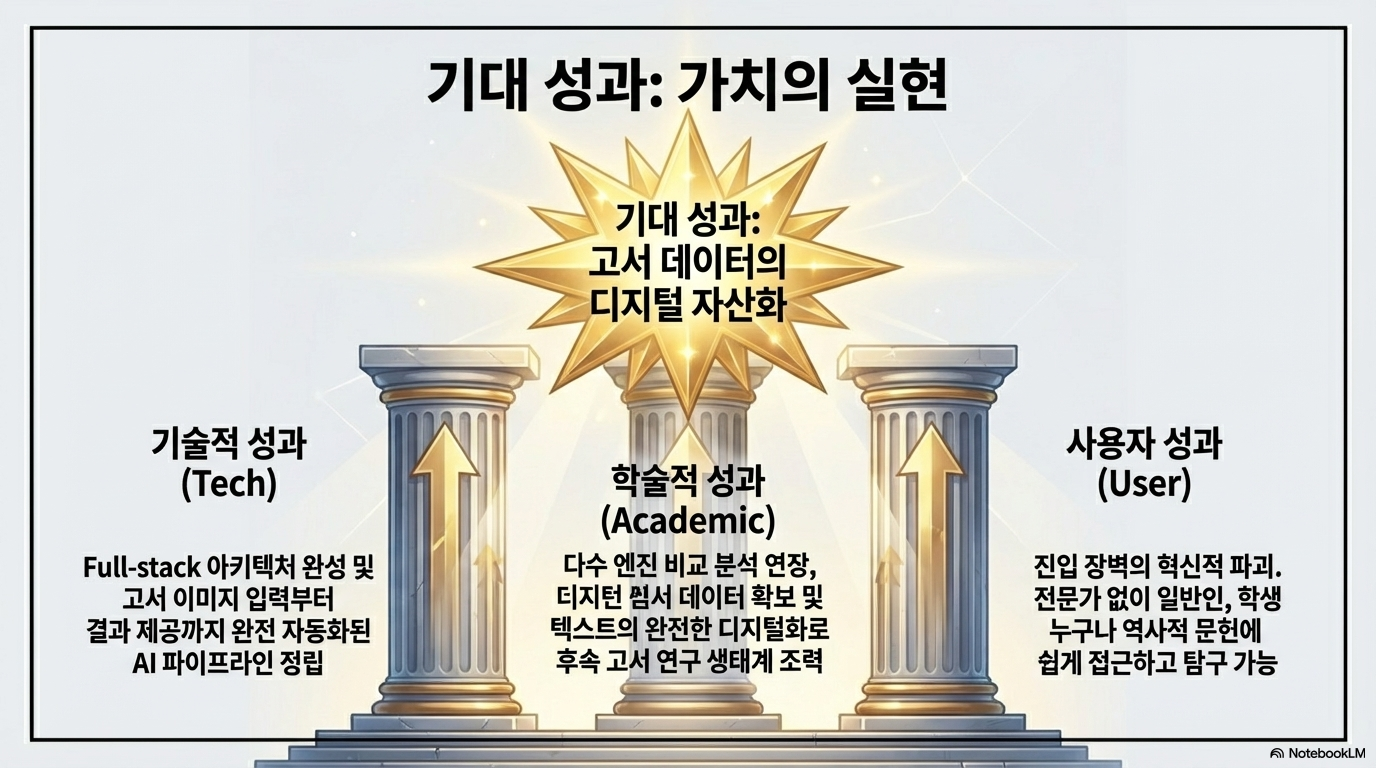 기대 성과: 가치의 실현
기대 성과:
고서 데이터의
디지털 자산화
기술적 성과
(Tech)
Full-stack 아키텍처 완성 및
고서 이미지 입력부터
결과 제공까지 완전 자동화된
AI 파이프라인 정립
학술적 성과
(Academic)
다수 엔진 비교 분석 연장,
디지턴 데이터 확보 및
텍스트의 완전한 디지털화로
후속 고서 연구 생태계 조력
사용자 성과
(User)
진입 장벽의 혁신적 파괴.
전문가 없이 일반인, 학생
누구나 역사적 문헌에
쉽게 접근하고 탐구 가능
NotebookLM